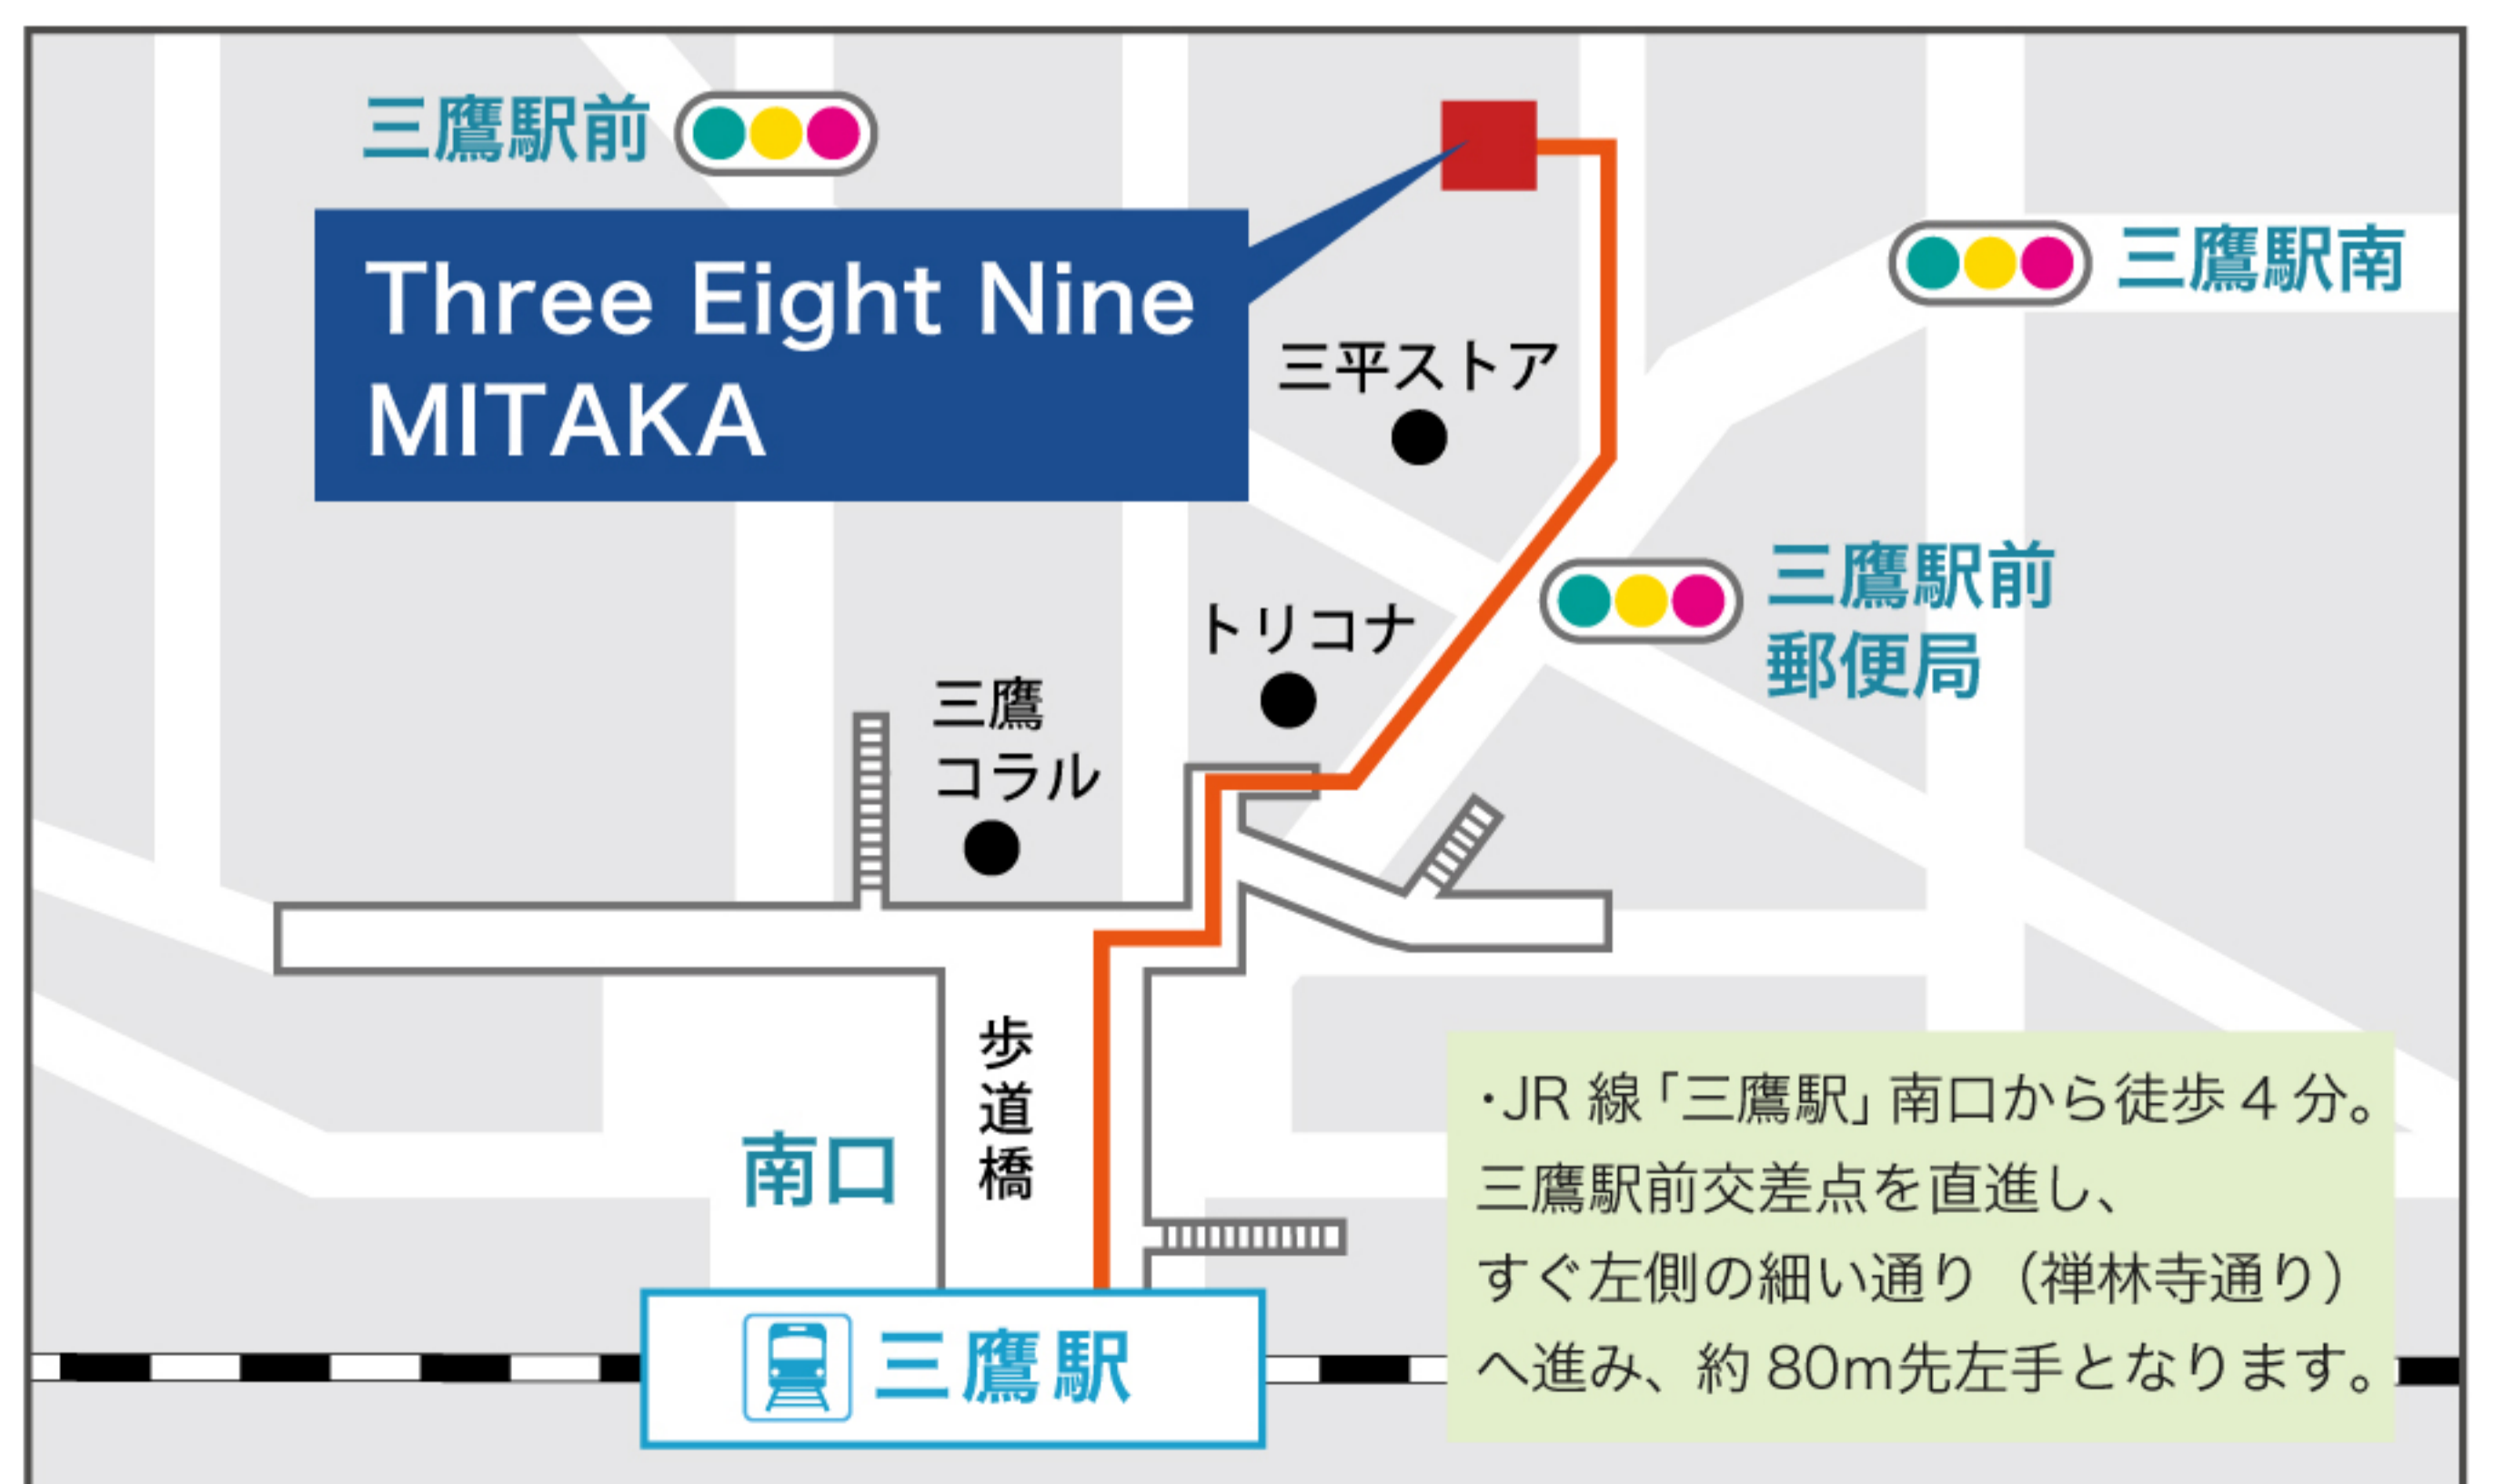 三鷹駅前
Three Eight Nine
MITAKA
三鷹駅南
三平ストア
三鷹駅前
郵便局
トリコナ
三鷹
コラル
歩道橋
南口
三鷹駅
・JR 線「三鷹駅」南口から徒歩 4 分。
三鷹駅前交差点を直進し、
すぐ左側の細い通り（禅林寺通り）
へ進み、約 80m先左手となります。